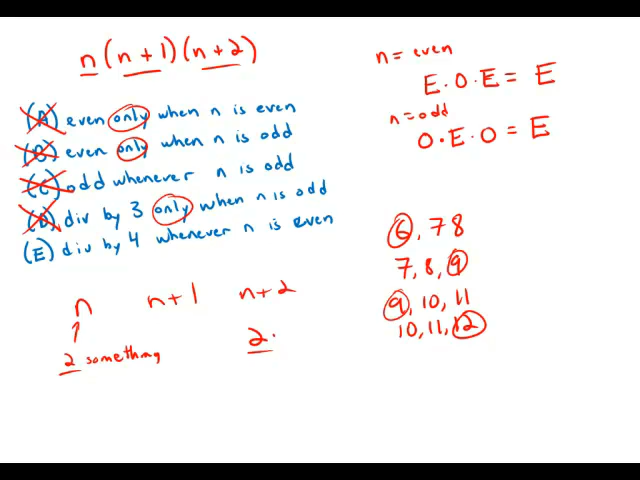 n(n+1)(n+2)
(A) even only when n is even
(B) even only when n is odd
(C) odd whenever n is odd
(D) div by 3 only when n is odd
(E) div by 4 whenever n is even
n n+1 n+2
2 something 2·
n = even
E·O·E = E
n = odd
O·E·O = E
6, 7 8
7, 8, 9
9, 10, 11
10, 11, 12